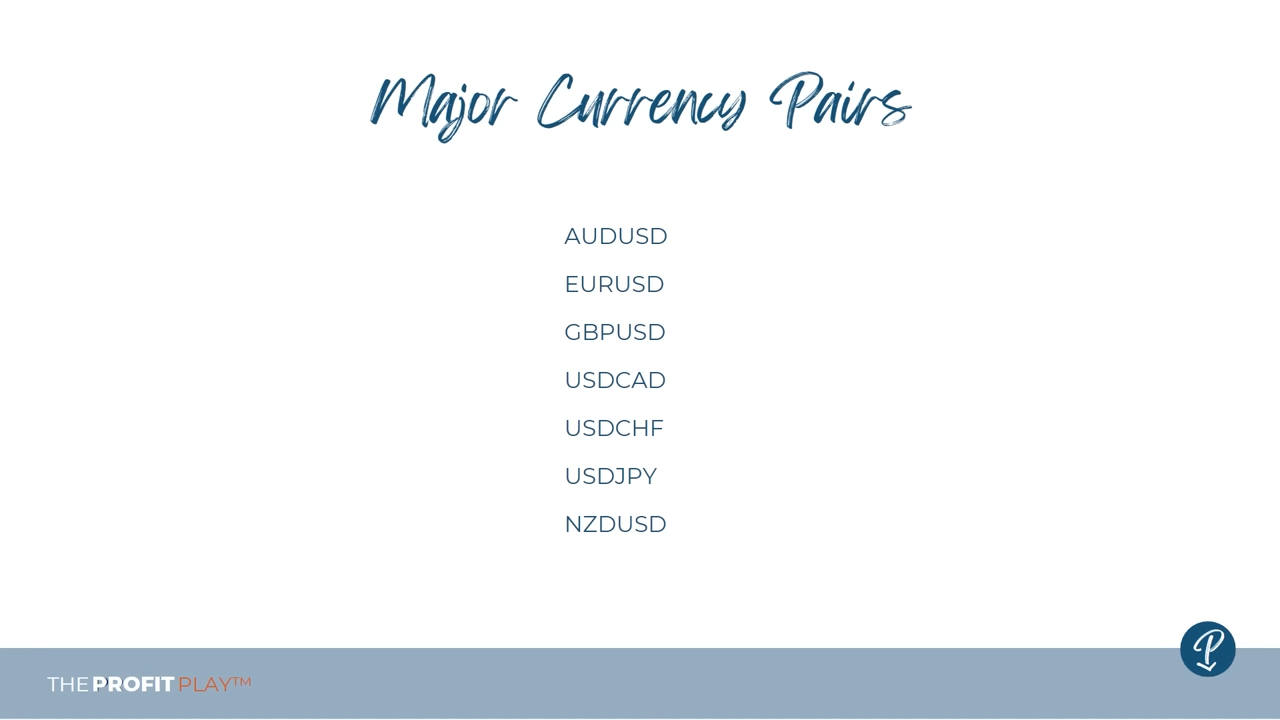 Major Currency Pairs
AUDUSD
EURUSD
GBPUSD
USDCAD
USDCHF
USDJPY
NZDUSD
P
THE PROFIT PLAY™